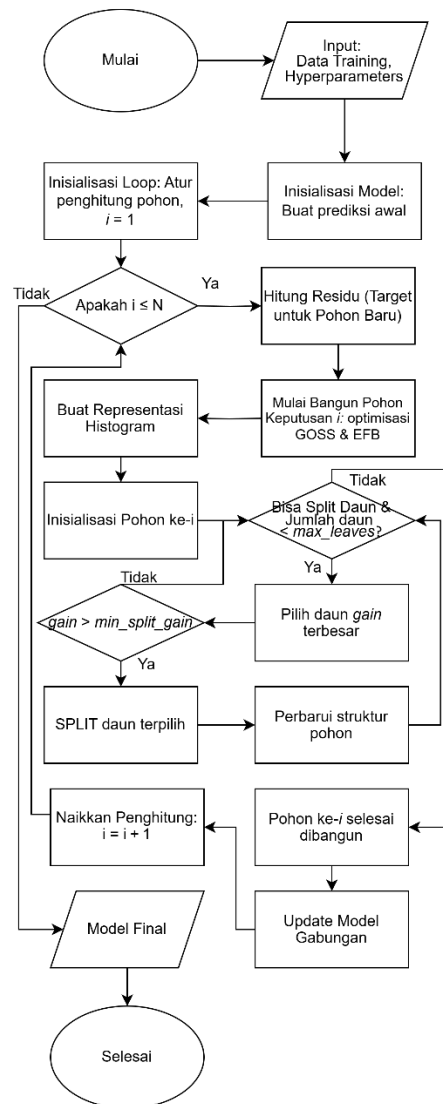 Mulai
Input:
Data Training,
Hyperparameters
Inisialisasi Loop: Atur
penghitung pohon,
i = 1
Inisialisasi Model:
Buat prediksi awal
Tidak
Apakah i ≤ N
Ya
Hitung Residu (Target
untuk Pohon Baru)
Buat Representasi
Histogram
Mulai Bangun Pohon
Keputusan i: optimisasi
GOSS & EFB
Tidak
Inisialisasi Pohon ke-i
Bisa Split Daun &
Jumlah daun
< max_leaves?
Tidak
Ya
gain > min_split_gain
Pilih daun gain
terbesar
Ya
SPLIT daun terpilih
Perbarui struktur
pohon
Naikkan Penghitung:
i = i + 1
Pohon ke-i selesai
dibangun
Model Final
Update Model
Gabungan
Selesai